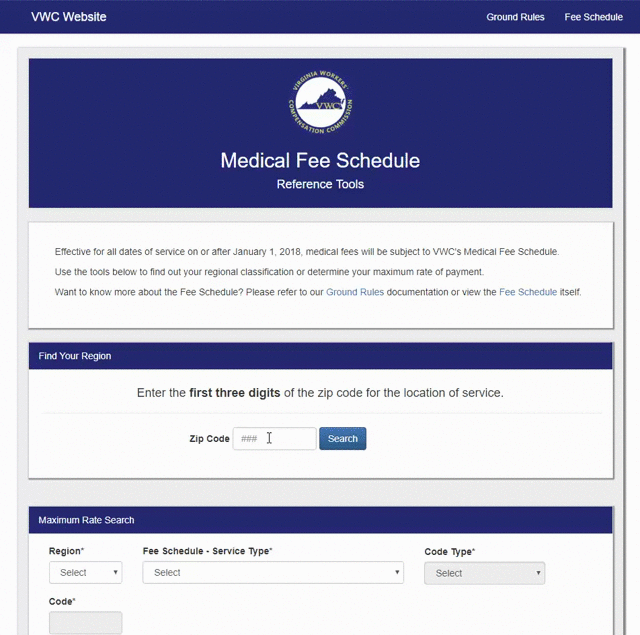 VWC Website Ground Rules Fee Schedule
VIRGINIA WORKERS'
VWC
COMPENSATION COMMISSION
Medical Fee Schedule
Reference Tools
Effective for all dates of service on or after January 1, 2018, medical fees will be subject to VWC's Medical Fee Schedule.
Use the tools below to find out your regional classification or determine your maximum rate of payment.
Want to know more about the Fee Schedule? Please refer to our Ground Rules documentation or view the Fee Schedule itself.
Find Your Region
Enter the first three digits of the zip code for the location of service.
Zip Code ### Search
Maximum Rate Search
Region* Fee Schedule - Service Type* Code Type*
Select Select Select
Code*